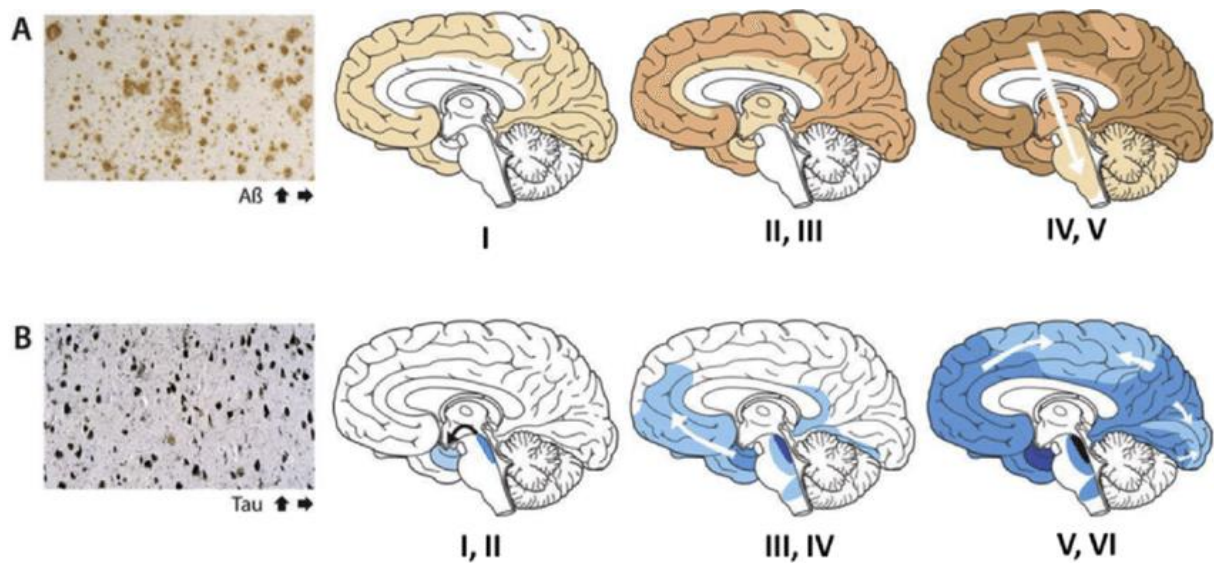 A
Aß ⬆ ➡
I
II, III
IV, V
B
Tau ⬆ ➡
I, II
III, IV
V, VI